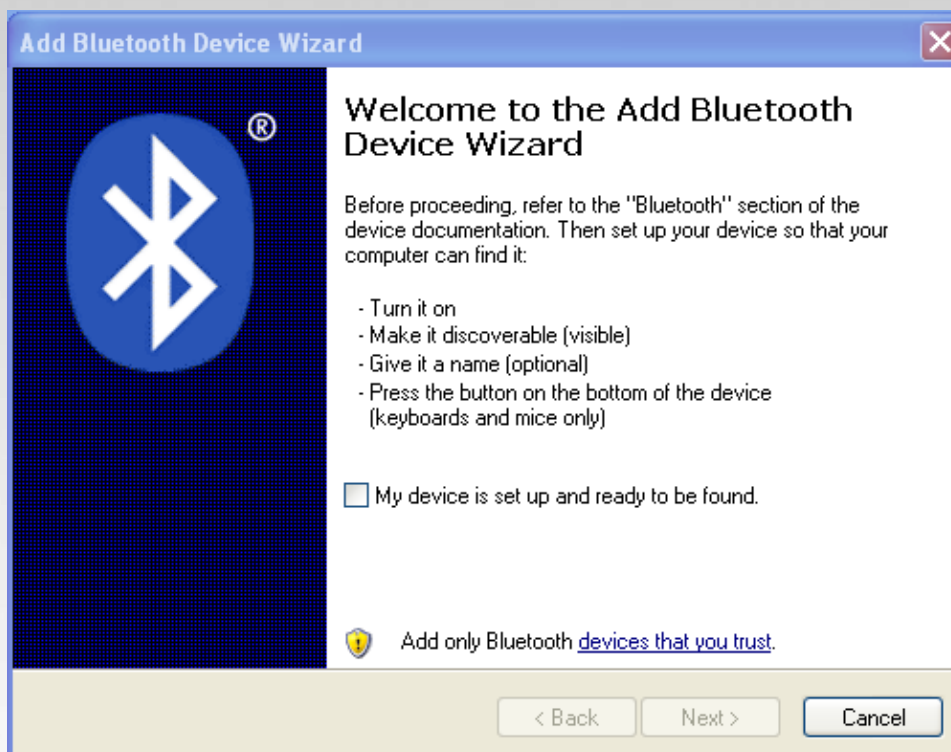 Add Bluetooth Device Wizard
®
Welcome to the Add Bluetooth
Device Wizard
Before proceeding, refer to the "Bluetooth" section of the
device documentation. Then set up your device so that your
computer can find it:
- Turn it on
- Make it discoverable (visible)
- Give it a name (optional)
- Press the button on the bottom of the device
(keyboards and mice only)
My device is set up and ready to be found.
Add only Bluetooth devices that you trust.
< Back Next > Cancel